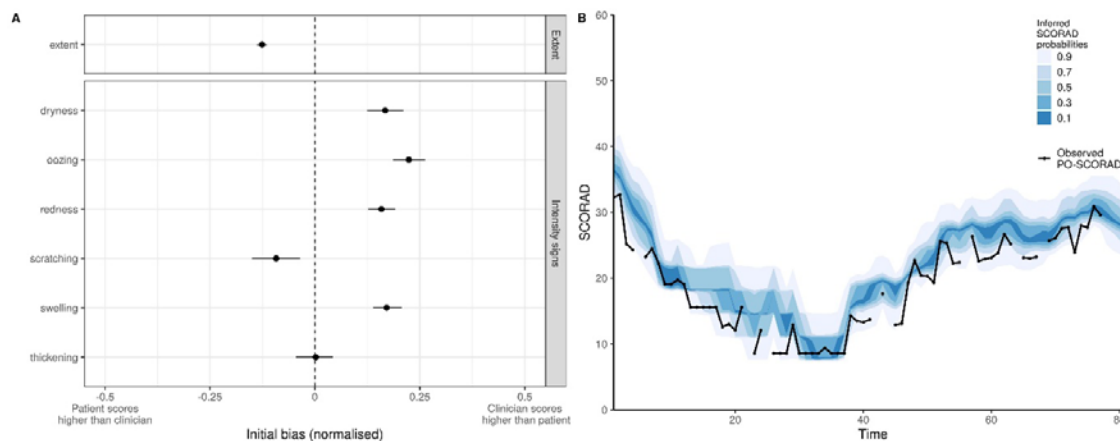 A
extent
Extent
dryness
oozing
redness
scratching
swelling
thickening
Intensity signs
-0.5
-0.25
0
0.25
0.5
Patient scores
higher than clinician
Clinician scores
higher than patient
Initial bias (normalised)
B
60
50
40
30
20
10
0
SCORAD
Inferred
SCORAD
probabilities
0.9
0.7
0.5
0.3
0.1
Observed
PO-SCORAD
20
40
60
80
Time